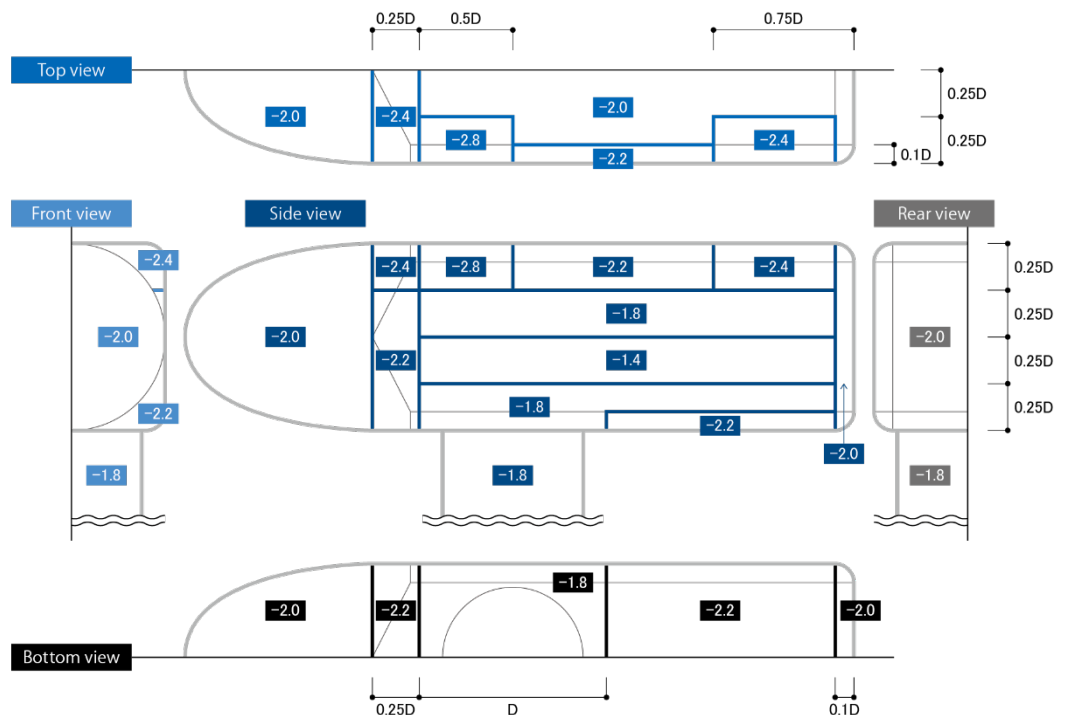 0.25D 0.5D 0.75D
Top view
−2.0 −2.4 −2.0 0.25D
−2.8 −2.4 0.25D
−2.2 0.1D
Front view Side view Rear view
−2.4 −2.4 −2.8 −2.2 −2.4 0.25D
−1.8
−2.0 −2.0 −2.0
−2.2 −1.4 0.25D
−2.2 −1.8 0.25D
−2.2
−2.0
−1.8 −1.8 −1.8
−1.8
−2.0 −2.2 −2.2 −2.0
Bottom view
0.25D D 0.1D